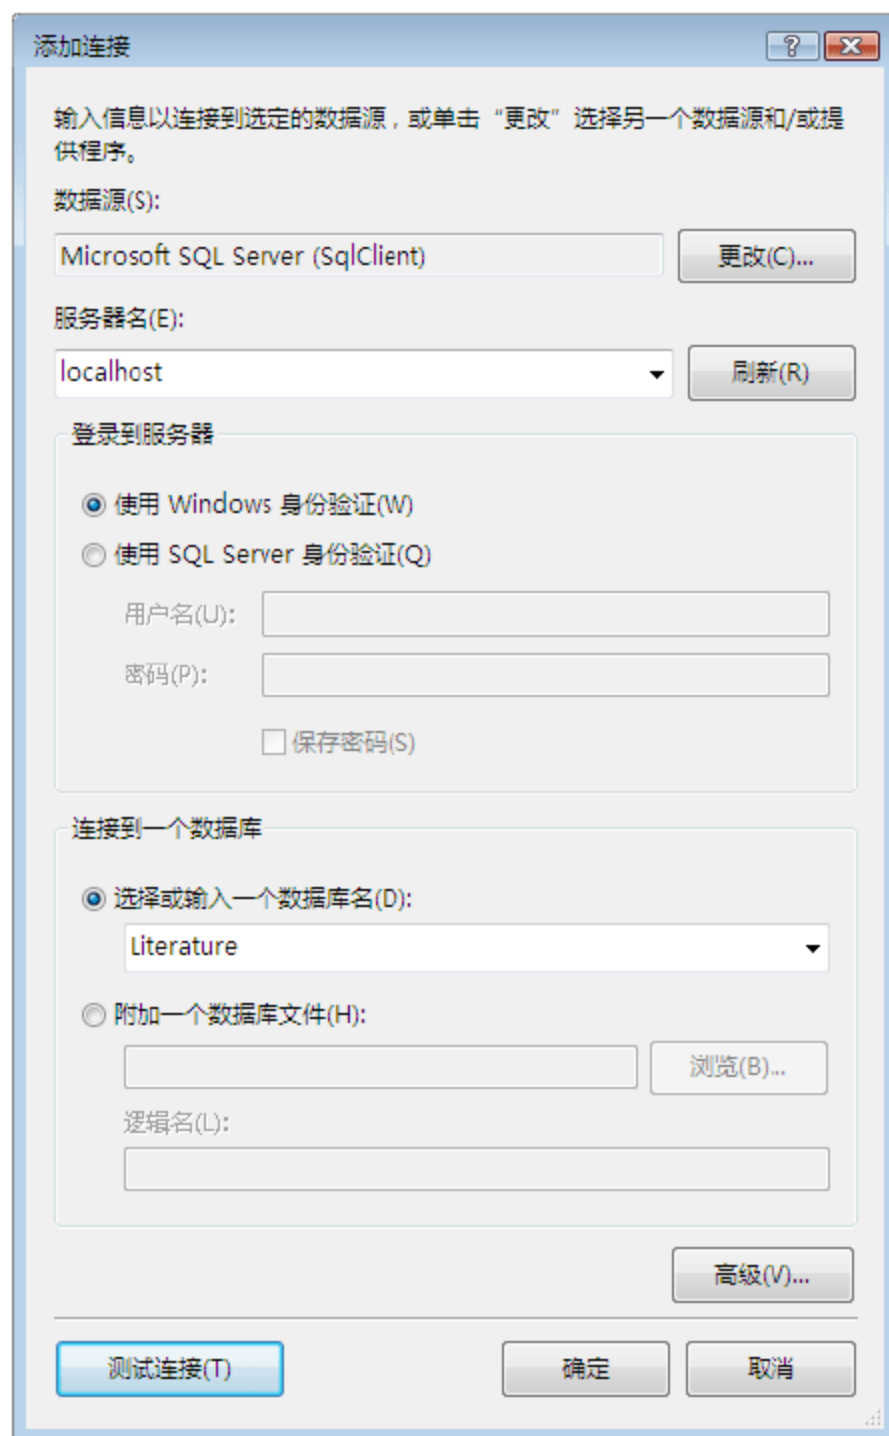 添加连接
输入信息以连接到选定的数据源，或单击“更改”选择另一个数据源和/或提
供程序。
数据源(S):
Microsoft SQL Server (SqlClient)
更改(C)...
服务器名(E):
localhost
刷新(R)
登录到服务器
使用 Windows 身份验证(W)
使用 SQL Server 身份验证(Q)
用户名(U):
密码(P):
保存密码(S)
连接到一个数据库
选择或输入一个数据库名(D):
Literature
附加一个数据库文件(H):
浏览(B)...
逻辑名(L):
高级(V)...
测试连接(T)
确定
取消